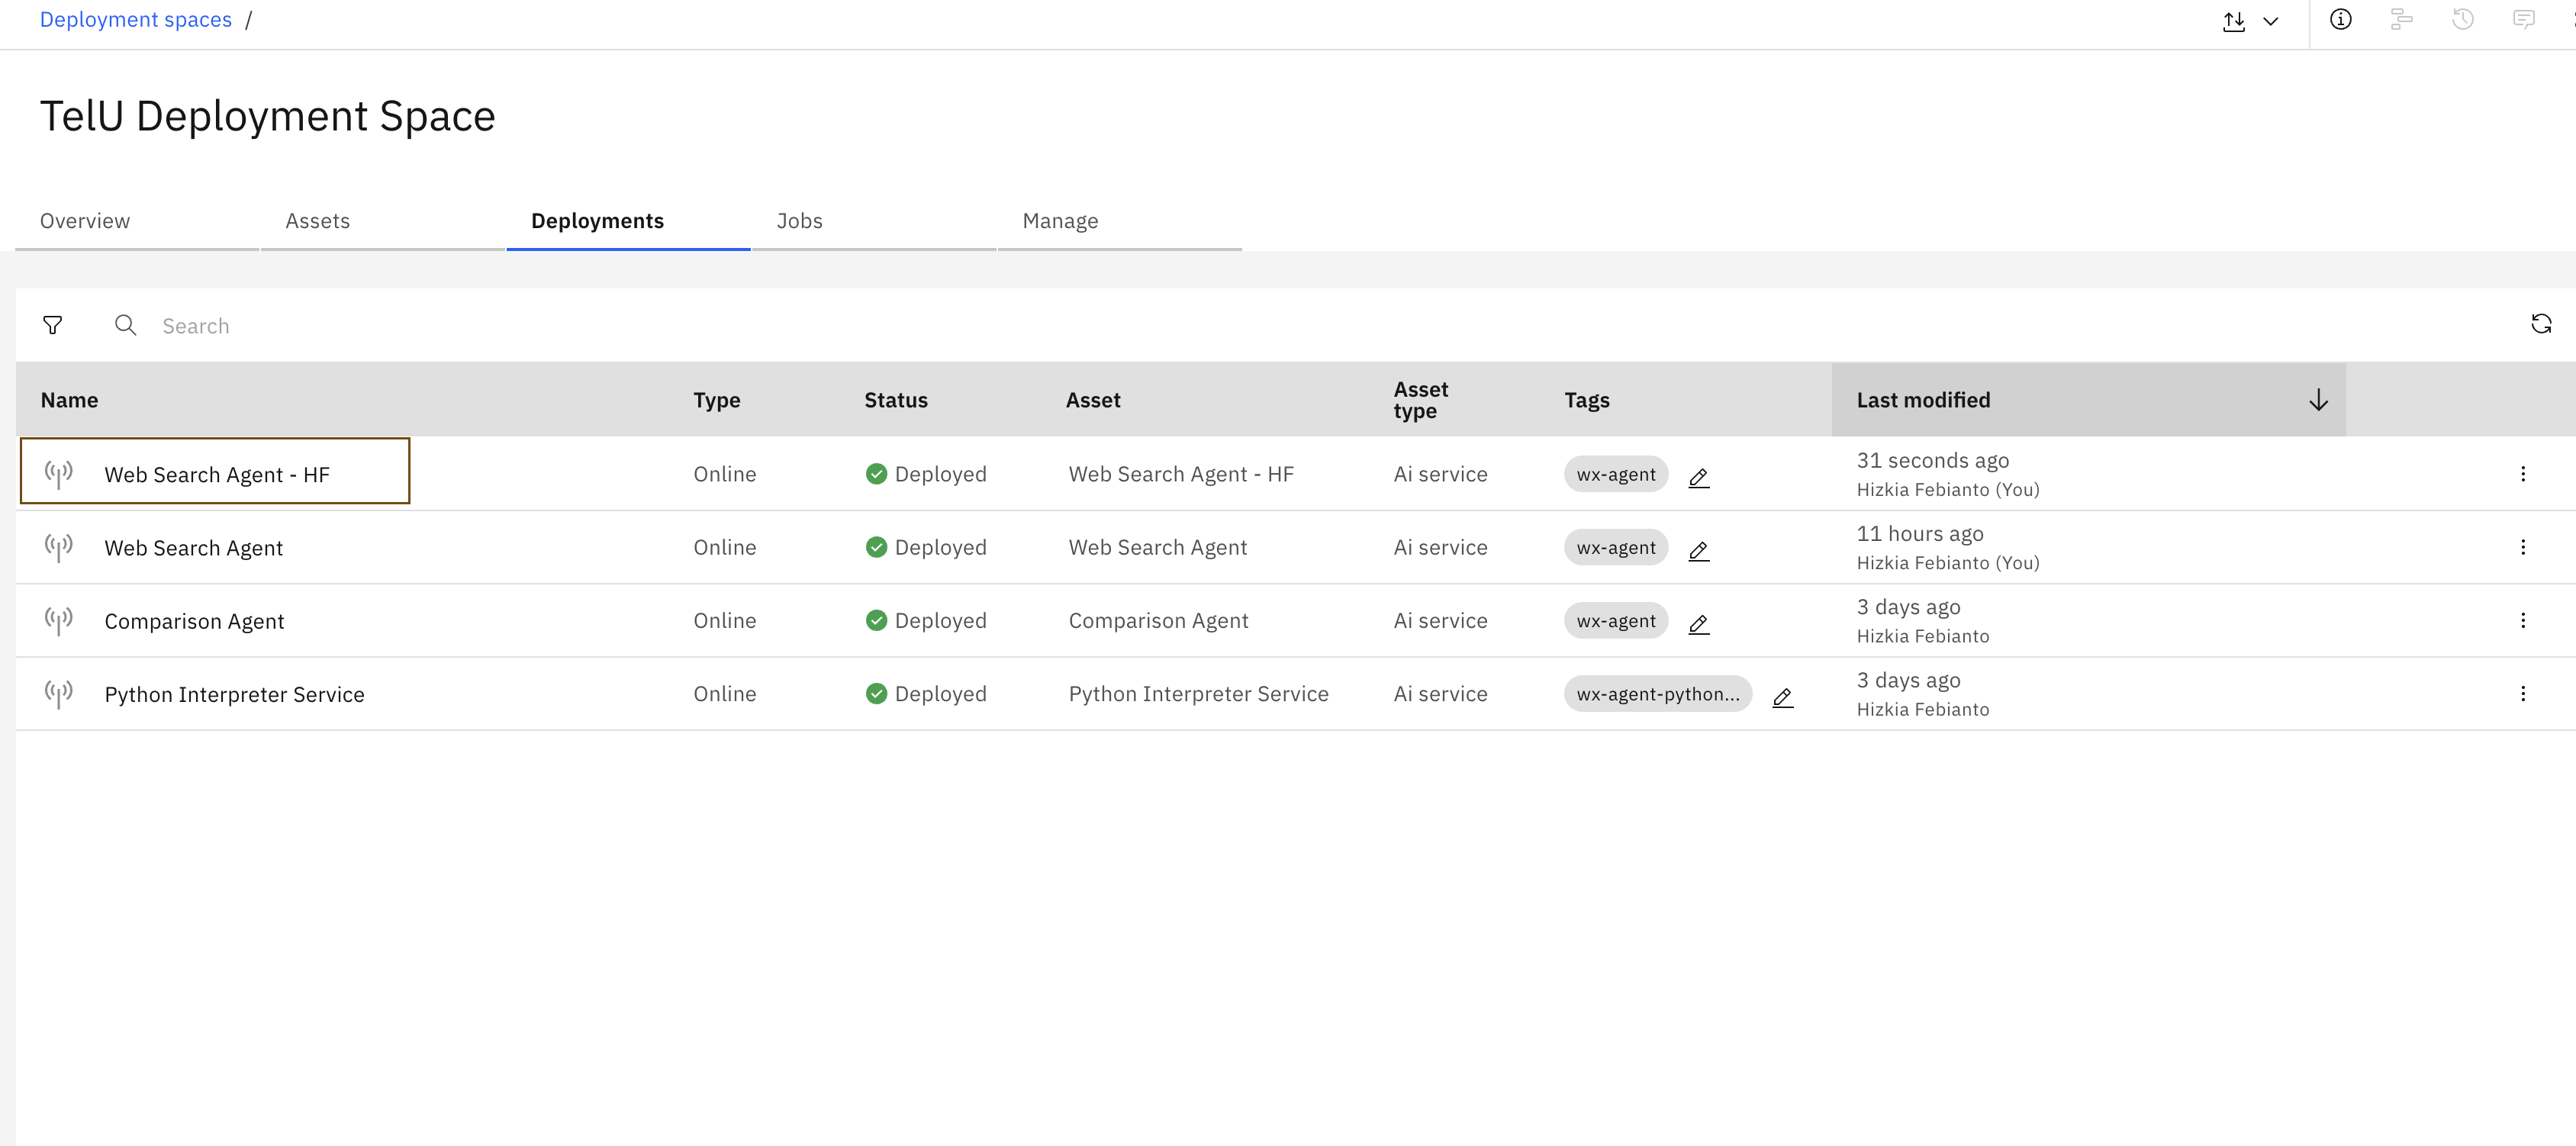 Deployment spaces /
TelU Deployment Space
Overview Assets Deployments Jobs Manage
Search
Name Type Status Asset Asset type Tags Last modified
Web Search Agent - HF Online Deployed Web Search Agent - HF Ai service wx-agent 31 seconds ago
Hizkia Febianto (You)
Web Search Agent Online Deployed Web Search Agent Ai service wx-agent 11 hours ago
Hizkia Febianto (You)
Comparison Agent Online Deployed Comparison Agent Ai service wx-agent 3 days ago
Hizkia Febianto
Python Interpreter Service Online Deployed Python Interpreter Service Ai service wx-agent-python... 3 days ago
Hizkia Febianto